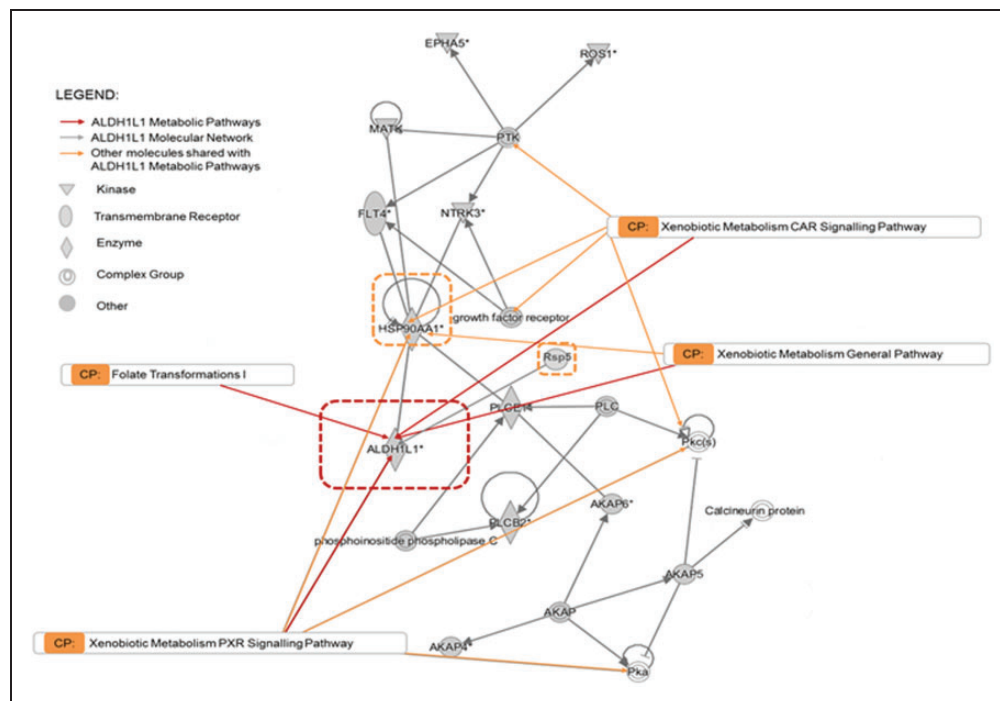 EPHA5*
ROS1*
LEGEND:
ALDH1L1 Metabolic Pathways
ALDH1L1 Molecular Network
Other molecules shared with
ALDH1L1 Metabolic Pathways
Kinase
Transmembrane Receptor
Enzyme
Complex Group
Other
MATK
PTK
FLT4*
NTRK3*
CP: Xenobiotic Metabolism CAR Signalling Pathway
growth factor receptor
HSP90AA1*
Rsp5
CP: Xenobiotic Metabolism General Pathway
CP: Folate Transformations I
PLC
Pkc(s)
ALDH1L1*
AKAP6*
Calcineurin protein
PLCB2*
phosphoinositide phospholipase C
AKAP5
AKAP
CP: Xenobiotic Metabolism PXR Signalling Pathway
AKAP4*
Pka